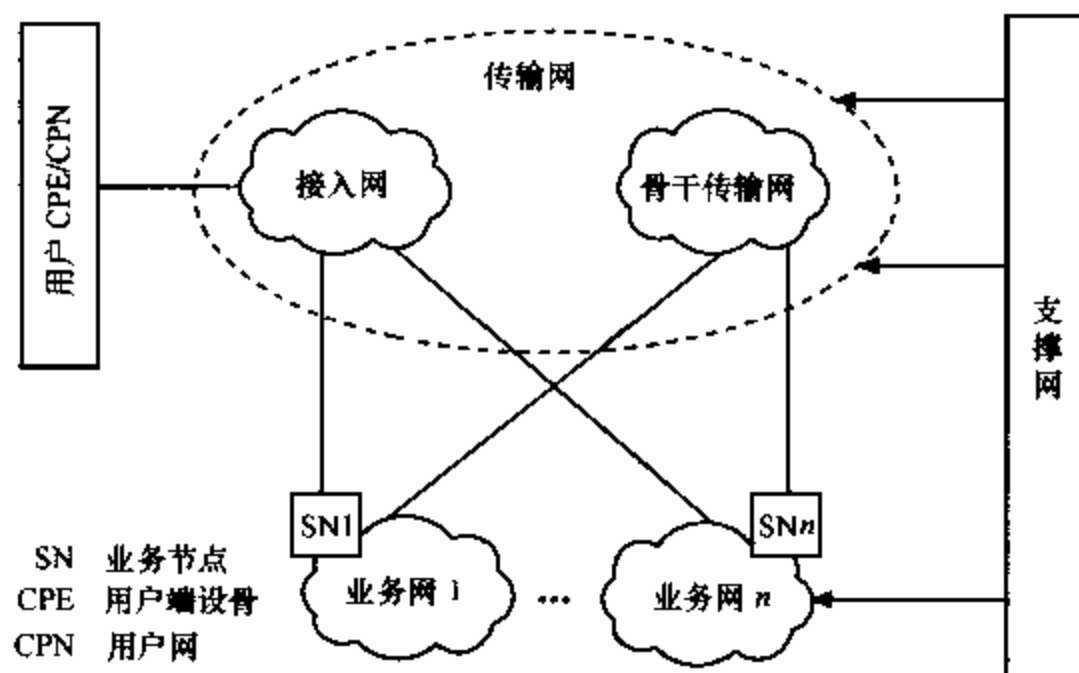 传输网
用户 CPE/CPN
接入网
骨干传输网
支撑网
SN1
SNn
业务网 1
...
业务网 n
SN 业务节点
CPE 用户端设骨
CPN 用户网